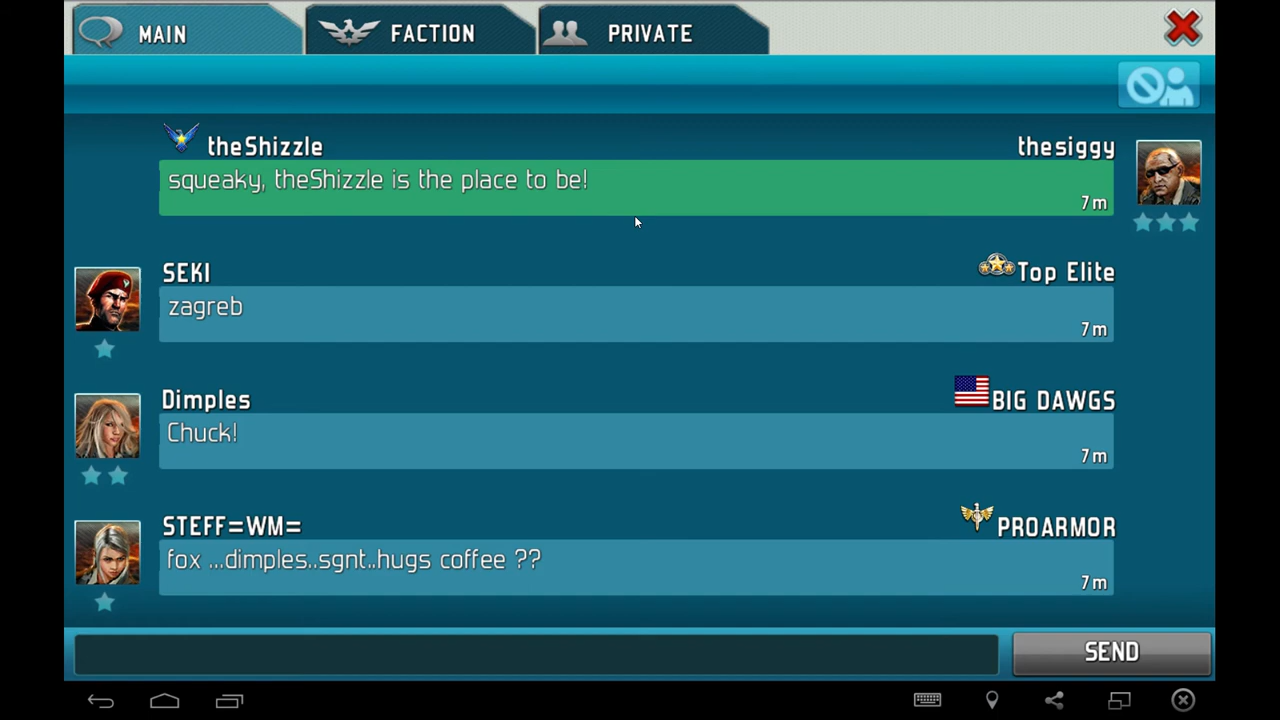 MAIN
FACTION
PRIVATE
theShizzle
thesiggy
squeaky, theShizzle is the place to be!
7m
SEKI
Top Elite
zagreb
7m
Dimples
BIG DAWGS
Chuck!
7m
STEFF=WM=
PROARMOR
fox ...dimples..sgnt..hugs coffee ??
7m
SEND